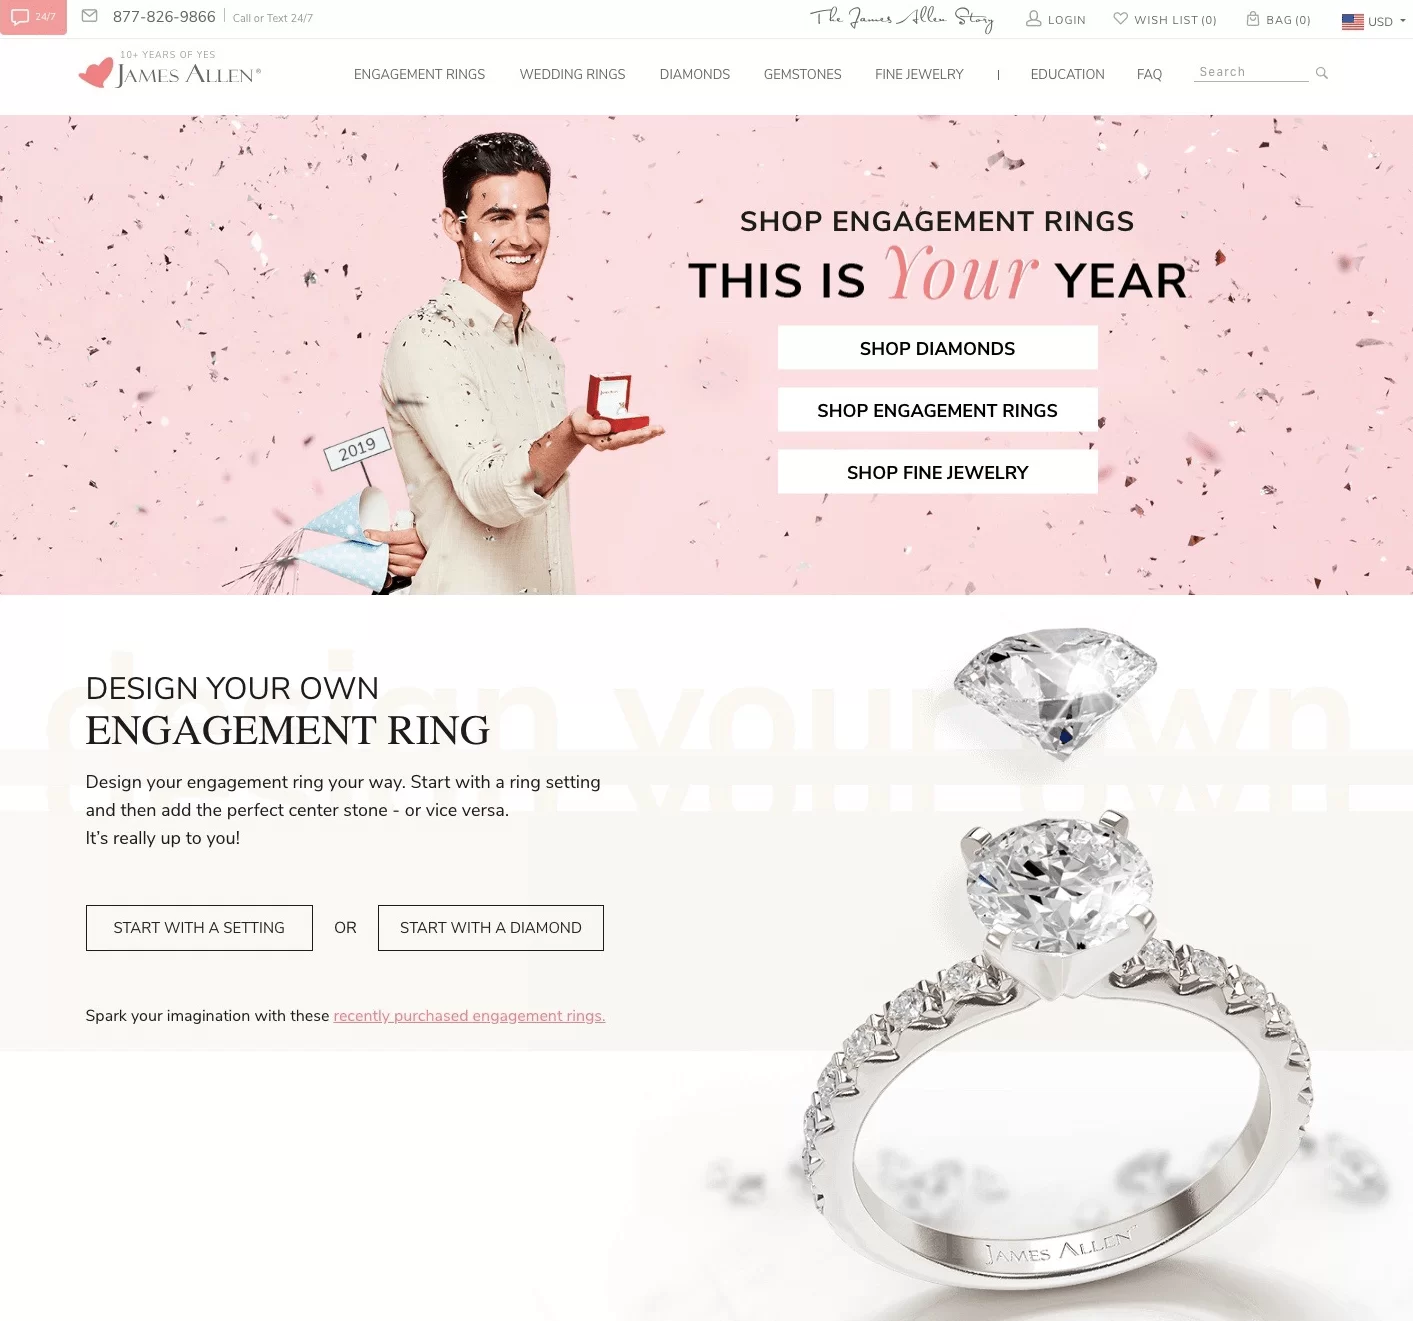 24/7
877-826-9866
Call or Text 24/7
The James Allen Story
LOGIN
WISH LIST (0)
BAG (0)
USD
10+ YEARS OF YES
JAMES ALLEN®
ENGAGEMENT RINGS
WEDDING RINGS
DIAMONDS
GEMSTONES
FINE JEWELRY
EDUCATION
FAQ
Search
SHOP ENGAGEMENT RINGS
THIS IS Your YEAR
SHOP DIAMONDS
SHOP ENGAGEMENT RINGS
SHOP FINE JEWELRY
2019
design your own
DESIGN YOUR OWN
ENGAGEMENT RING
Design your engagement ring your way. Start with a ring setting
and then add the perfect center stone - or vice versa.
It's really up to you!
START WITH A SETTING
OR
START WITH A DIAMOND
Spark your imagination with these recently purchased engagement rings.
JAMES ALLEN®